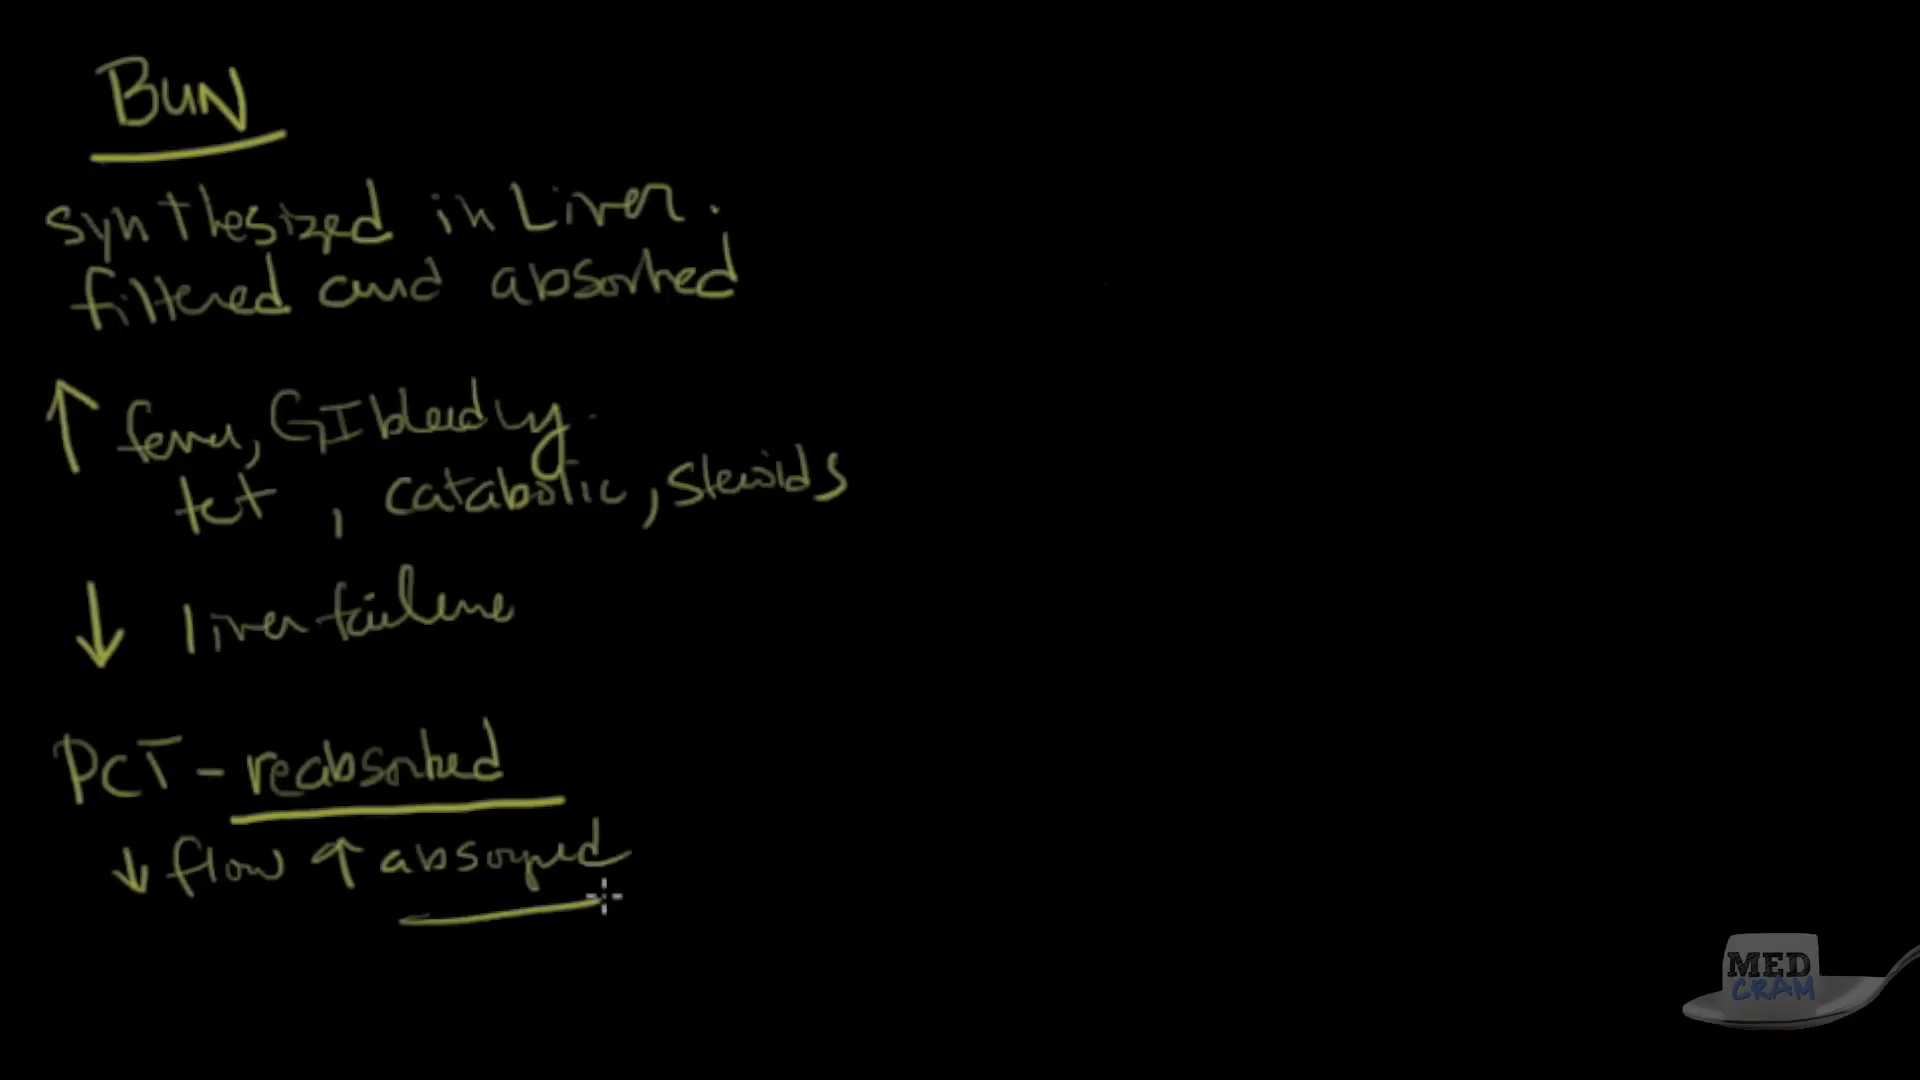 BUN
synthesized in Liver.
filtered and absorbed
↑ fever, GI bleeding.
tet, catabolic, steroids
↓ liver failure
PCT - reabsorbed
↓ flow ↑ absorbed
MED
CRAM